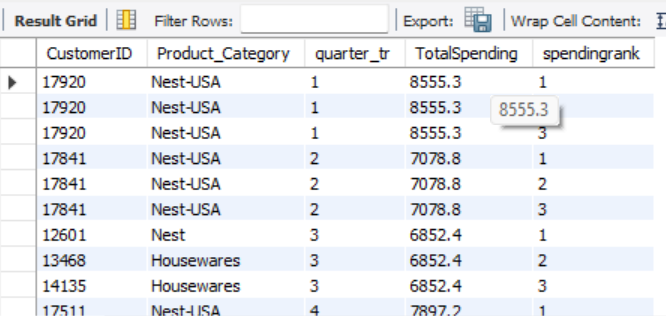 Result Grid Filter Rows: Export: Wrap Cell Content:
CustomerID Product_Category quarter_tr TotalSpending spendingrank
17920 Nest-USA 1 8555.3 1
17920 Nest-USA 1 8555.3
8555.3
17920 Nest-USA 1 8555.3 3
17841 Nest-USA 2 7078.8 1
17841 Nest-USA 2 7078.8 2
17841 Nest-USA 2 7078.8 3
12601 Nest 3 6852.4 1
13468 Housewares 3 6852.4 2
14135 Housewares 3 6852.4 3
17511 Nest-USA 4 7897.2 1